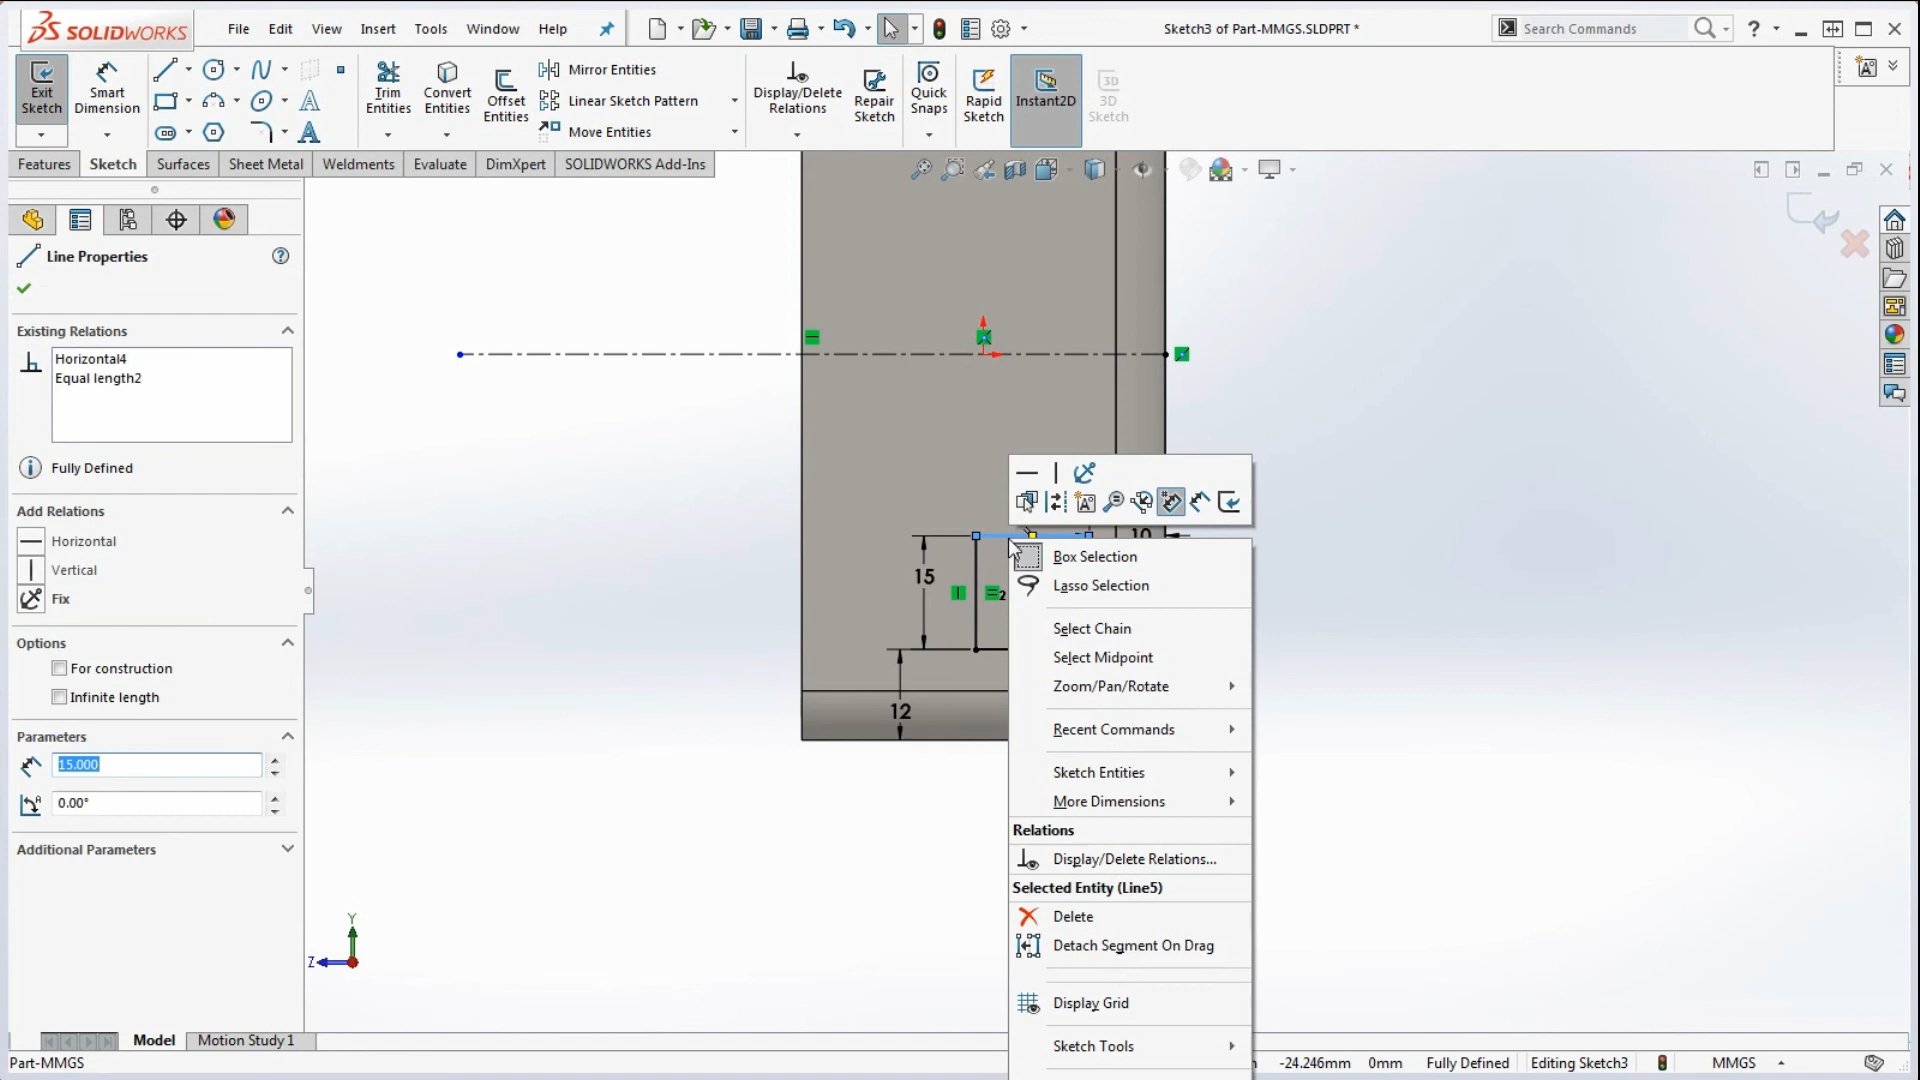 SOLIDWORKS
File Edit View Insert Tools Window Help
Sketch3 of Part-MMGS.SLDPRT *
Search Commands
Exit Sketch
Smart Dimension
Trim Entities
Convert Entities
Offset Entities
Mirror Entities
Linear Sketch Pattern
Move Entities
Display/Delete Relations
Repair Sketch
Quick Snaps
Rapid Sketch
Instant2D
3D Sketch
Features Sketch Surfaces Sheet Metal Weldments Evaluate DimXpert SOLIDWORKS Add-Ins
Line Properties
Existing Relations
Horizontal4
Equal length2
Fully Defined
Add Relations
Horizontal
Vertical
Fix
Options
For construction
Infinite length
Parameters
15.000
0.00°
Additional Parameters
15
12
10
2
Box Selection
Lasso Selection
Select Chain
Select Midpoint
Zoom/Pan/Rotate
Recent Commands
Sketch Entities
More Dimensions
Relations
Display/Delete Relations...
Selected Entity (Line5)
Delete
Detach Segment On Drag
Display Grid
Sketch Tools
Y
Z
Model Motion Study 1
Part-MMGS
-24.246mm 0mm Fully Defined Editing Sketch3 MMGS